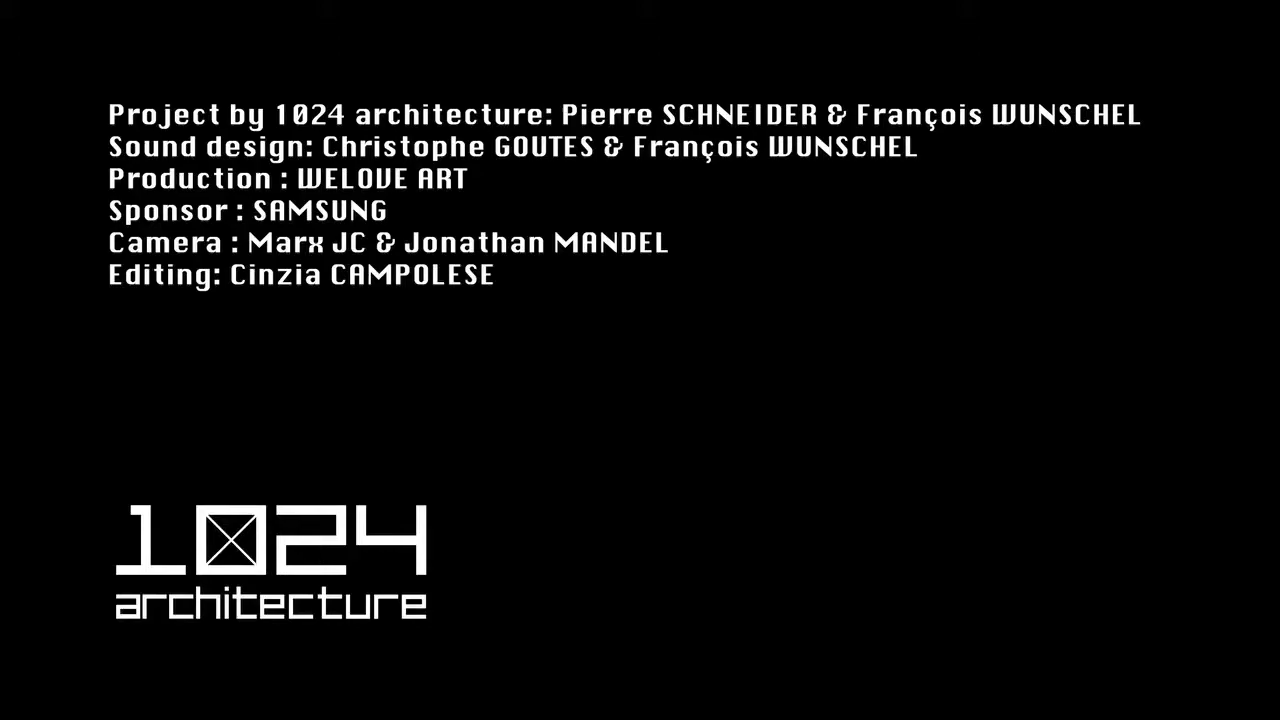 Project by 1024 architecture: Pierre SCHNEIDER & François WUNSCHEL
Sound design: Christophe GOUTES & François WUNSCHEL
Production : WELOVE ART
Sponsor : SAMSUNG
Camera : Marx JC & Jonathan MANDEL
Editing: Cinzia CAMPOLESE
1024
architecture